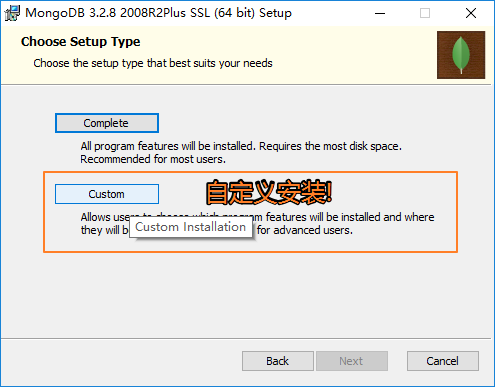 MongoDB 3.2.8 2008R2Plus SSL (64 bit) Setup
Choose Setup Type
Choose the setup type that best suits your needs
Complete
All program features will be installed. Requires the most disk space.
Recommended for most users.
Custom
自定义安装!
Allows users to choose which program features will be installed and where
they will be for advanced users.
Custom Installation
Back
Next
Cancel